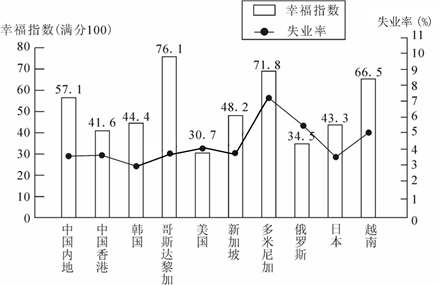 幸福指数
失业率
幸福指数(满分100)
失业率(%)
80
70
60
50
40
30
20
10
0
11
10
9
8
7
6
5
4
3
2
1
0
57.1
41.6
44.4
76.1
30.7
48.2
71.8
34.5
43.3
66.5
中国内地
中国香港
韩国
哥斯达黎加
美国
新加坡
多米尼加
俄罗斯
日本
越南